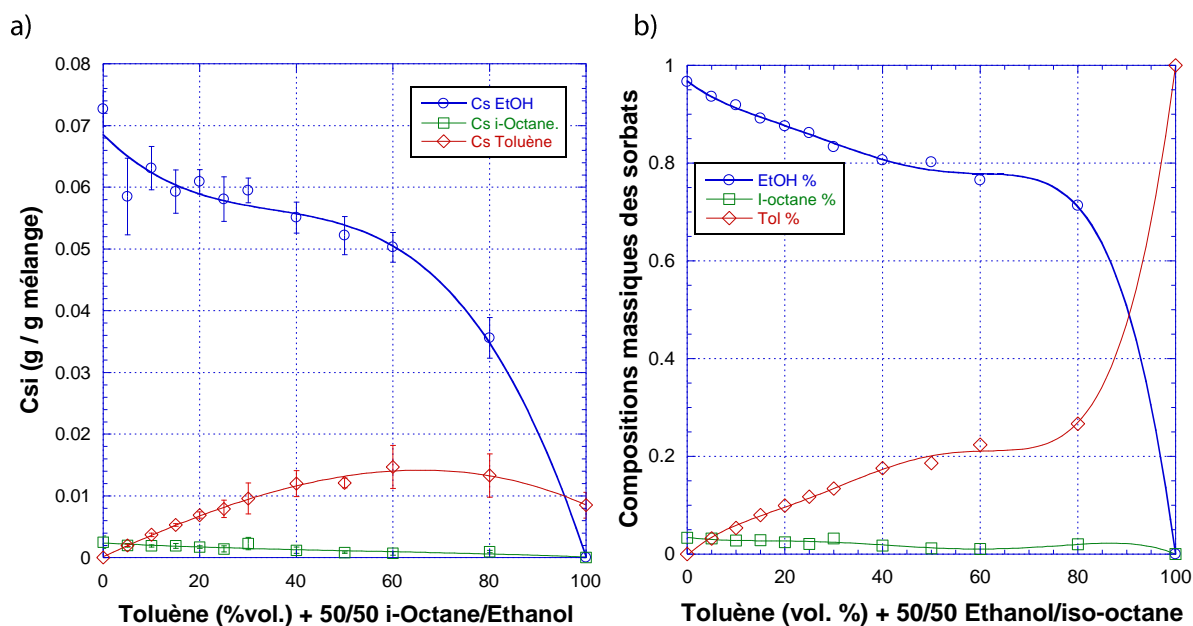 a)
Csi (g / g mélange)
0.08
0.07
0.06
0.05
0.04
0.03
0.02
0.01
0
Cs EtOH
Cs i-Octane.
Cs Toluène
0 20 40 60 80 100
Toluène (%vol.) + 50/50 i-Octane/Ethanol
b)
Compositions massiques des sorbats
1
0.8
0.6
0.4
0.2
0
EtOH %
I-octane %
Tol %
0 20 40 60 80 100
Toluène (vol. %) + 50/50 Ethanol/iso-octane